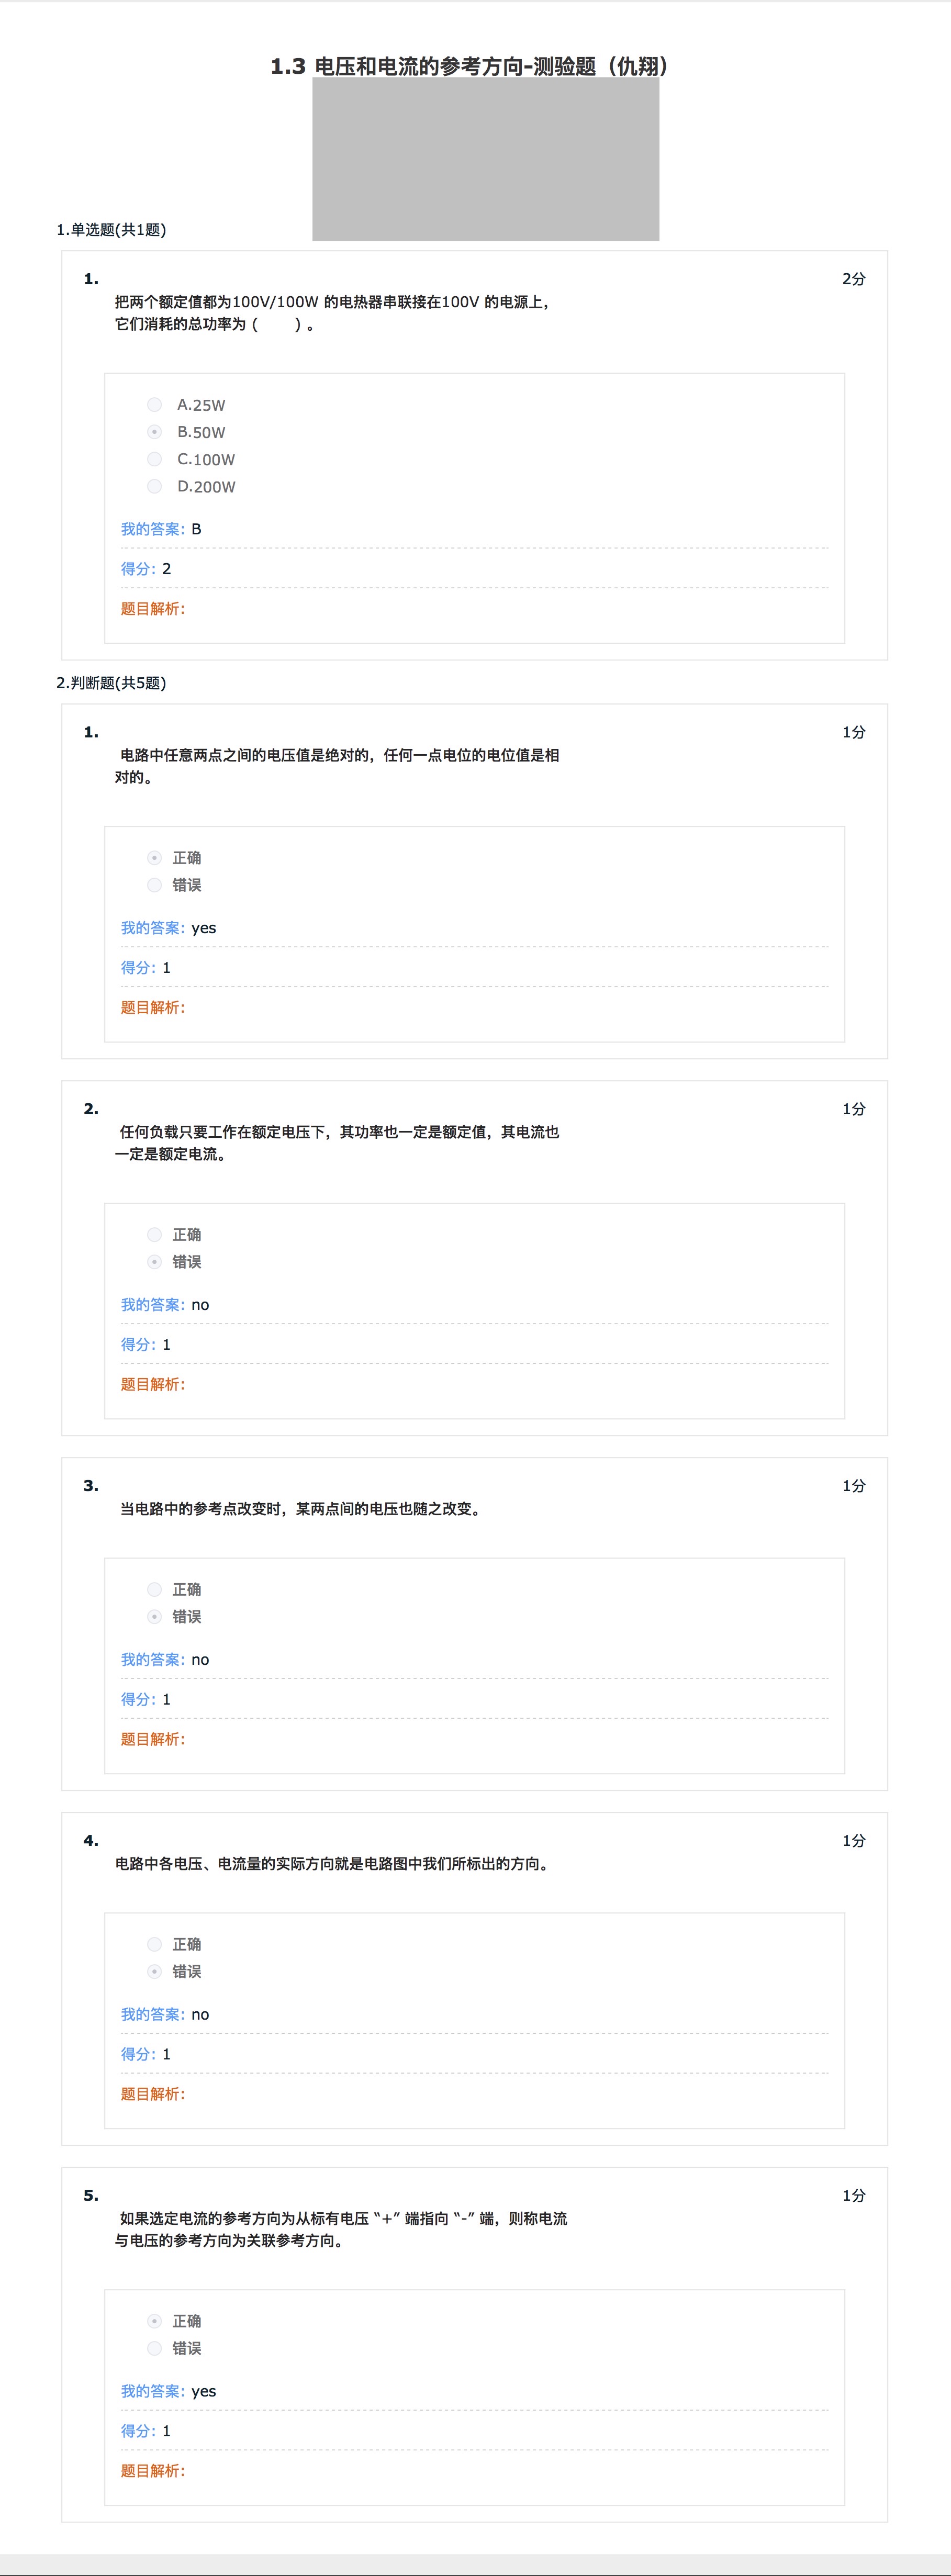 1.3 电压和电流的参考方向-测验题（仇翔）
1.单选题(共1题)
1.
2分
把两个额定值都为100V/100W 的电热器串联接在100V 的电源上，
它们消耗的总功率为 (        ) 。
A.25W
B.50W
C.100W
D.200W
我的答案：B
得分：2
题目解析：
2.判断题(共5题)
1.
1分
电路中任意两点之间的电压值是绝对的，任何一点电位的电位值是相
对的。
正确
错误
我的答案：yes
得分：1
题目解析：
2.
1分
任何负载只要工作在额定电压下，其功率也一定是额定值，其电流也
一定是额定电流。
正确
错误
我的答案：no
得分：1
题目解析：
3.
1分
当电路中的参考点改变时，某两点间的电压也随之改变。
正确
错误
我的答案：no
得分：1
题目解析：
4.
1分
电路中各电压、电流量的实际方向就是电路图中我们所标出的方向。
正确
错误
我的答案：no
得分：1
题目解析：
5.
1分
如果选定电流的参考方向为从标有电压 “+” 端指向 “-” 端，则称电流
与电压的参考方向为关联参考方向。
正确
错误
我的答案：yes
得分：1
题目解析：